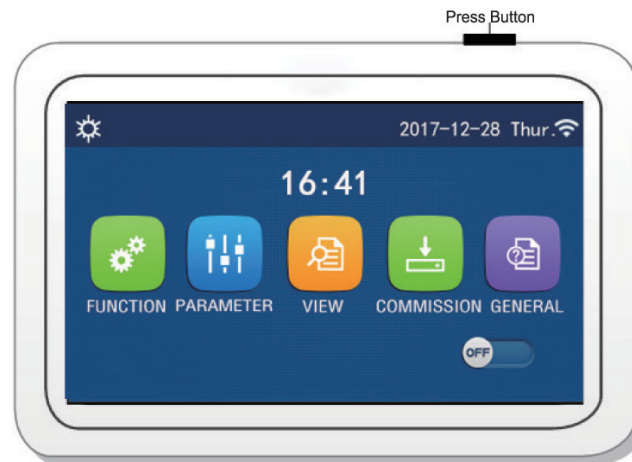 Press Button
2017-12-28 Thur.
16:41
FUNCTION PARAMETER VIEW COMMISSION GENERAL
OFF